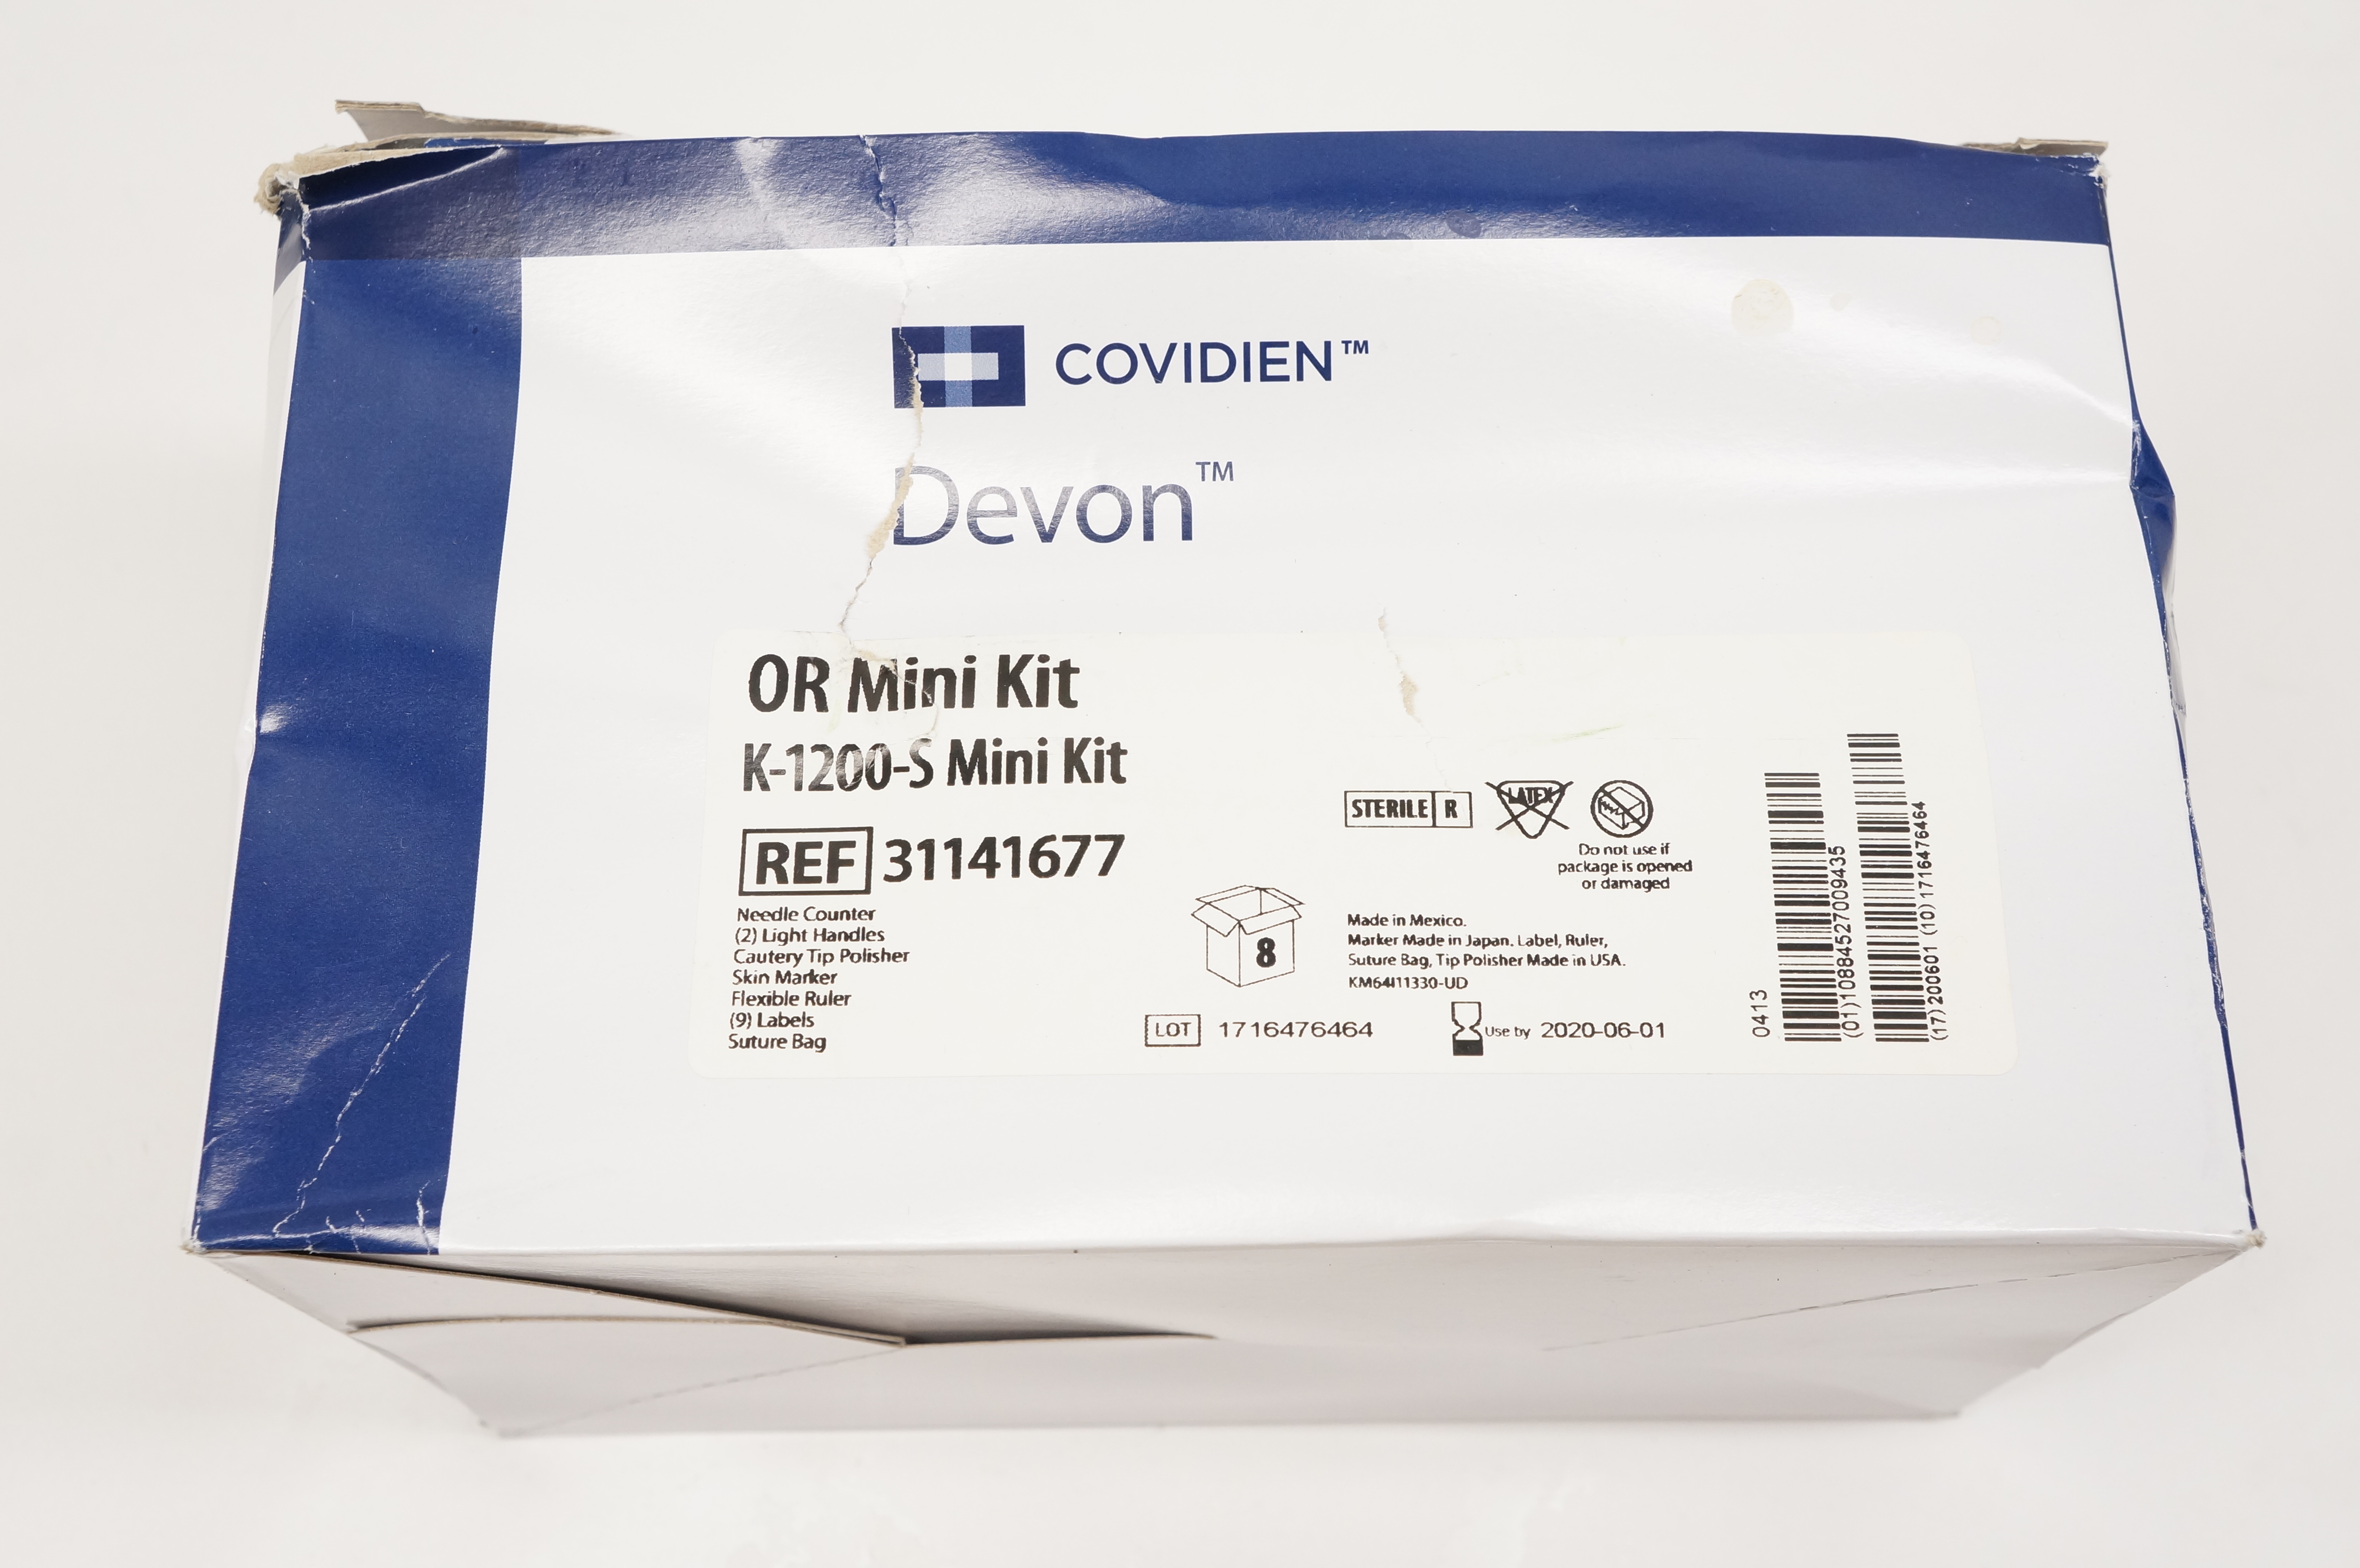 COVIDIEN™
Devon™
OR Mini Kit
K-1200-S Mini Kit
REF 31141677
Needle Counter
(2) Light Handles
Cautery Tip Polisher
Skin Marker
Flexible Ruler
(9) Labels
Suture Bag
8
STERILE R
LATEX
Do not use if
package is opened
or damaged
Made in Mexico.
Marker Made in Japan. Label, Ruler,
Suture Bag, Tip Polisher Made in USA.
KM64I11330-UD
LOT 1716476464
Use by 2020-06-01
0413
(01)10884527009435
(17)200601 (10)1716476464